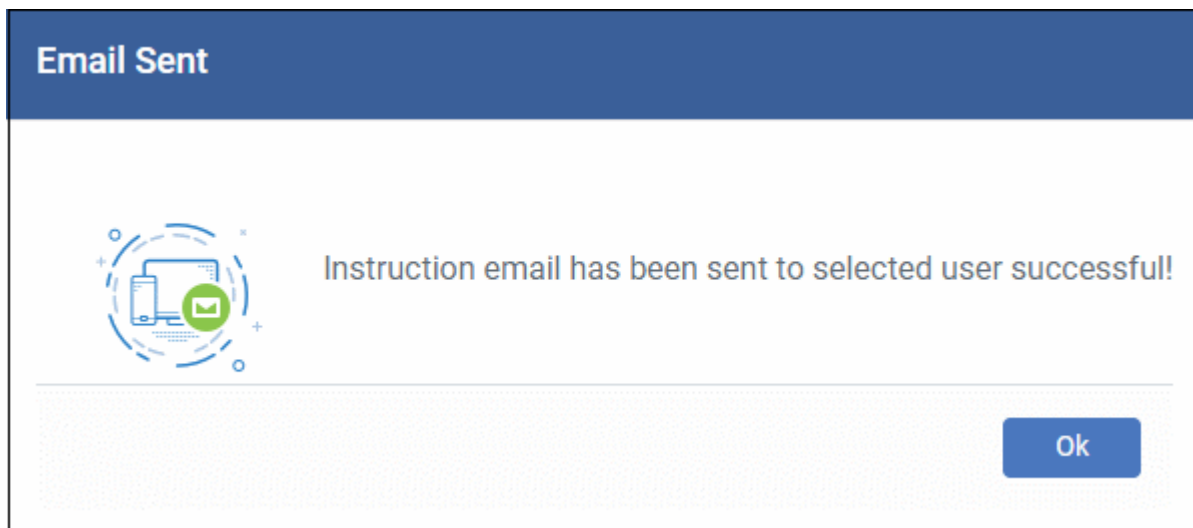 Email Sent
Instruction email has been sent to selected user successful!
Ok